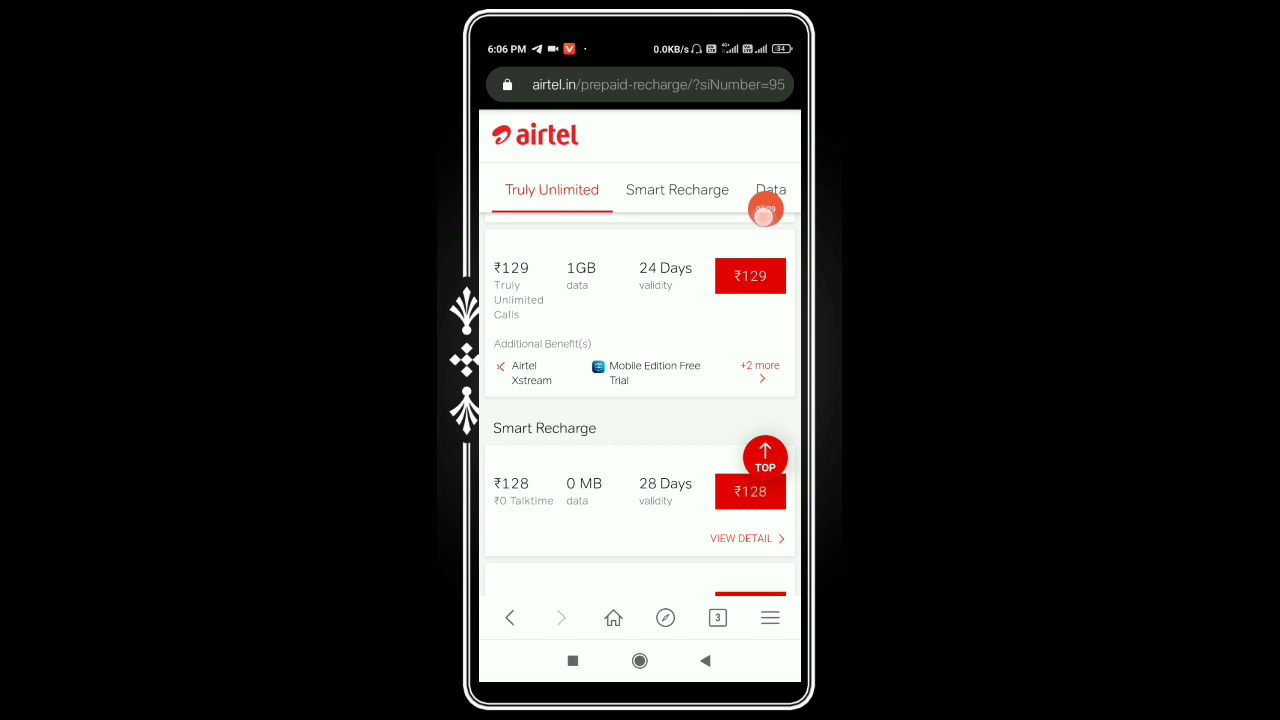 6:06 PM
0.0KB/s
84
airtel.in/prepaid-recharge/?siNumber=95
airtel
Truly Unlimited
Smart Recharge
Data
₹129
1GB
24 Days
₹129
Truly
Unlimited
Calls
data
validity
Additional Benefit(s)
Airtel
Xstream
Mobile Edition Free
Trial
+2 more
Smart Recharge
TOP
₹128
0 MB
28 Days
₹128
₹0 Talktime
data
validity
VIEW DETAIL
3